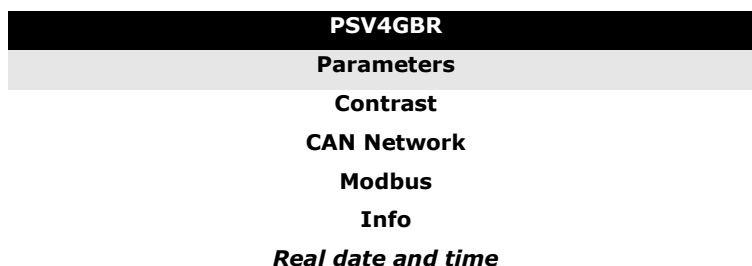 PSV4GBR
Parameters
Contrast
CAN Network
Modbus
Info
Real date and time